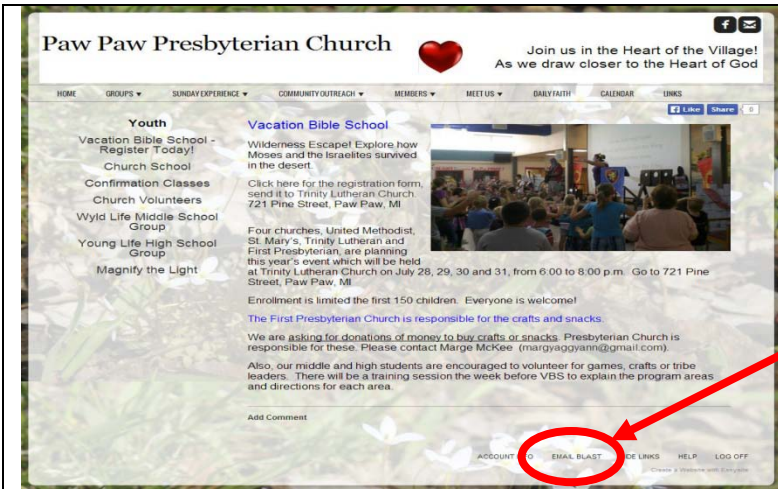 Paw Paw Presbyterian Church
Join us in the Heart of the Village!
As we draw closer to the Heart of God
HOME GROUPS ▾ SUNDAY EXPERIENCE ▾ COMMUNITY OUTREACH ▾ MEMBERS ▾ MEET US ▾ DAILY FAITH CALENDAR LINKS
Like Share 0
Youth
Vacation Bible School -
Register Today!
Church School
Confirmation Classes
Church Volunteers
Wyld Life Middle School
Group
Young Life High School
Group
Magnify the Light
Vacation Bible School
Wilderness Escape! Explore how
Moses and the Israelites survived
in the desert.
Click here for the registration form,
send it to Trinity Lutheran Church.
721 Pine Street, Paw Paw, MI
Four churches, United Methodist,
St. Mary's, Trinity Lutheran and
First Presbyterian, are planning
this year's event which will be held
at Trinity Lutheran Church on July 28, 29, 30 and 31, from 6:00 to 8:00 p.m. Go to 721 Pine
Street, Paw Paw, MI
Enrollment is limited the first 150 children. Everyone is welcome!
The First Presbyterian Church is responsible for the crafts and snacks.
We are asking for donations of money to buy crafts or snacks. Presbyterian Church is
responsible for these. Please contact Marge McKee (margyaggyann@gmail.com).
Also, our middle and high students are encouraged to volunteer for games, crafts or tribe
leaders. There will be a training session the week before VBS to explain the program areas
and directions for each area.
Add Comment
ACCOUNT EMAIL BLAST LINKS HELP LOG OFF
Create a Website with Easysite